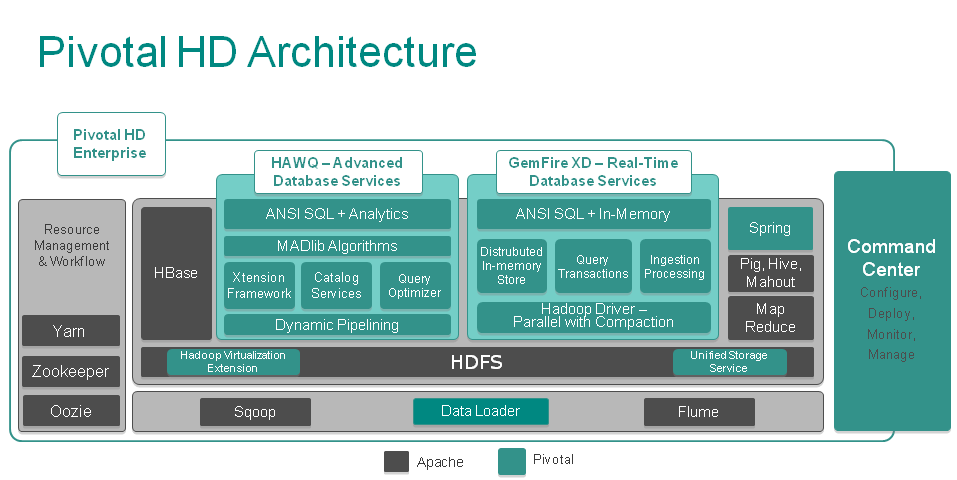 Pivotal HD Architecture
Pivotal HD
Enterprise
HAWQ – Advanced
Database Services
GemFire XD – Real-Time
Database Services
Resource
Management
& Workflow
Yarn
Zookeeper
Oozie
HBase
ANSI SQL + Analytics
MADlib Algorithms
Xtension
Framework
Catalog
Services
Query
Optimizer
Dynamic Pipelining
ANSI SQL + In-Memory
Distrubuted
In-memory
Store
Query
Transactions
Ingestion
Processing
Hadoop Driver –
Parallel with Compaction
Spring
Pig, Hive,
Mahout
Map
Reduce
Hadoop Virtualization
Extension
HDFS
Unified Storage
Service
Sqoop
Data Loader
Flume
Command
Center
Configure,
Deploy,
Monitor,
Manage
Apache
Pivotal